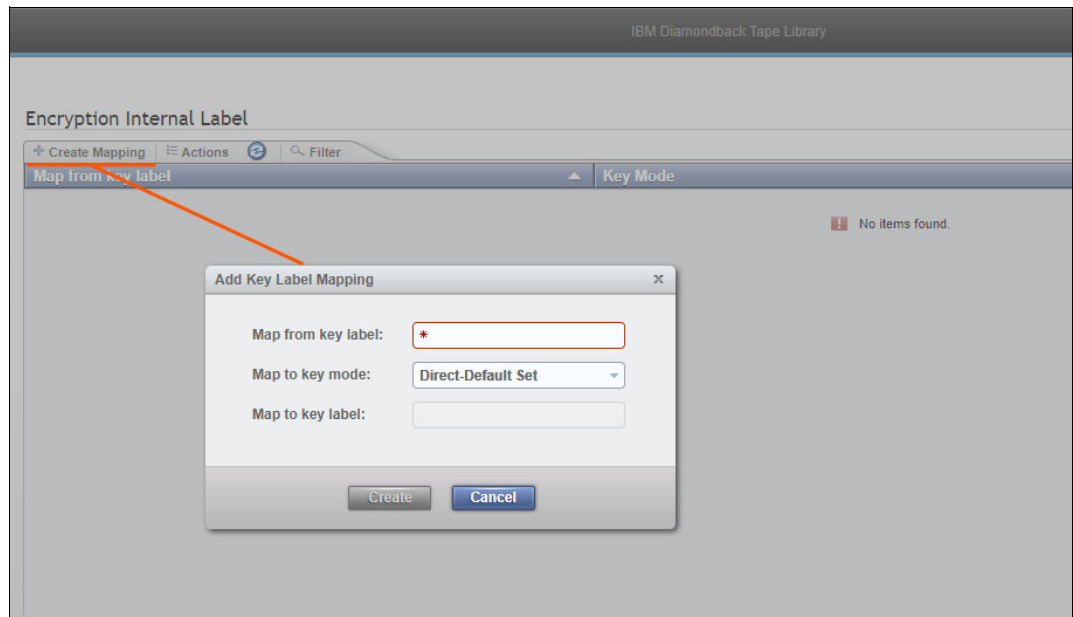 IBM Diamondback Tape Library
Encryption Internal Label
Create Mapping Actions Filter
Map from key label Key Mode
No items found.
Add Key Label Mapping x
Map from key label: *
Map to key mode: Direct-Default Set
Map to key label:
Create Cancel